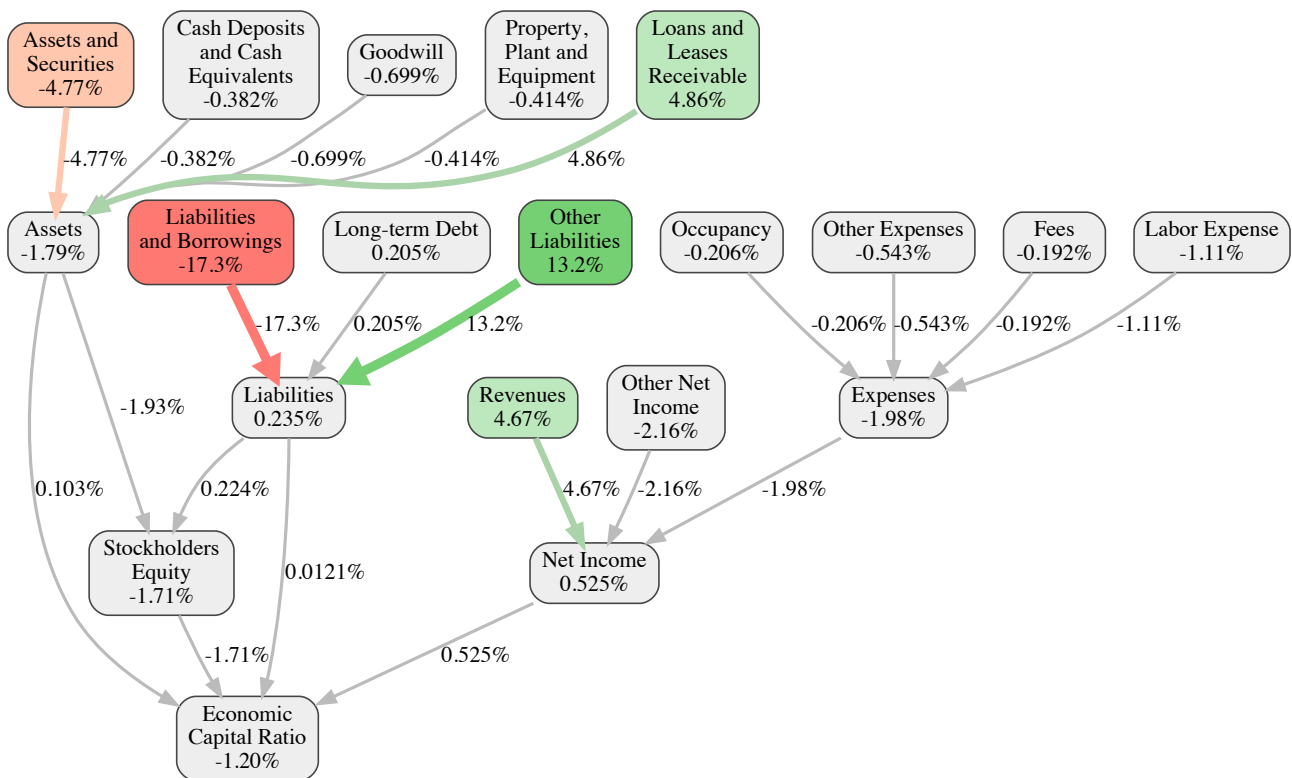 Assets and
Securities
-4.77%
Cash Deposits
and Cash
Equivalents
-0.382%
Goodwill
-0.699%
Property,
Plant and
Equipment
-0.414%
Loans and
Leases
Receivable
4.86%
-4.77%
-0.382%
-0.699%
-0.414%
4.86%
Assets
-1.79%
Liabilities
and Borrowings
-17.3%
Long-term Debt
0.205%
Other
Liabilities
13.2%
Occupancy
-0.206%
Other Expenses
-0.543%
Fees
-0.192%
Labor Expense
-1.11%
-17.3%
0.205%
13.2%
-0.206%
-0.543%
-0.192%
-1.11%
-1.93%
Liabilities
0.235%
Revenues
4.67%
Other Net
Income
-2.16%
Expenses
-1.98%
0.103%
0.224%
4.67%
-2.16%
-1.98%
Stockholders
Equity
-1.71%
0.0121%
Net Income
0.525%
-1.71%
0.525%
Economic
Capital Ratio
-1.20%